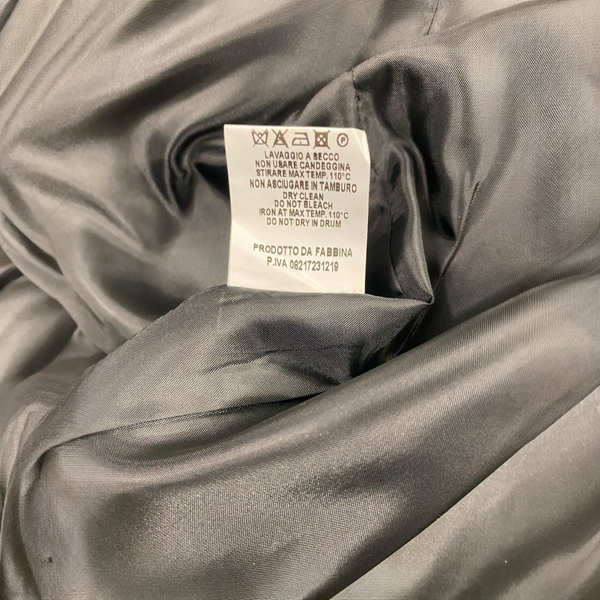 P
LAVAGGIO A SECCO
NON USARE CANDEGGINA
STIRARE MAX TEMP. 110°C
NON ASCIUGARE IN TAMBURO
DRY CLEAN
DO NOT BLEACH
IRON AT MAX TEMP. 110°C
DO NOT DRY IN DRUM
PRODOTTO DA FABBINA
P.IVA 08217231219